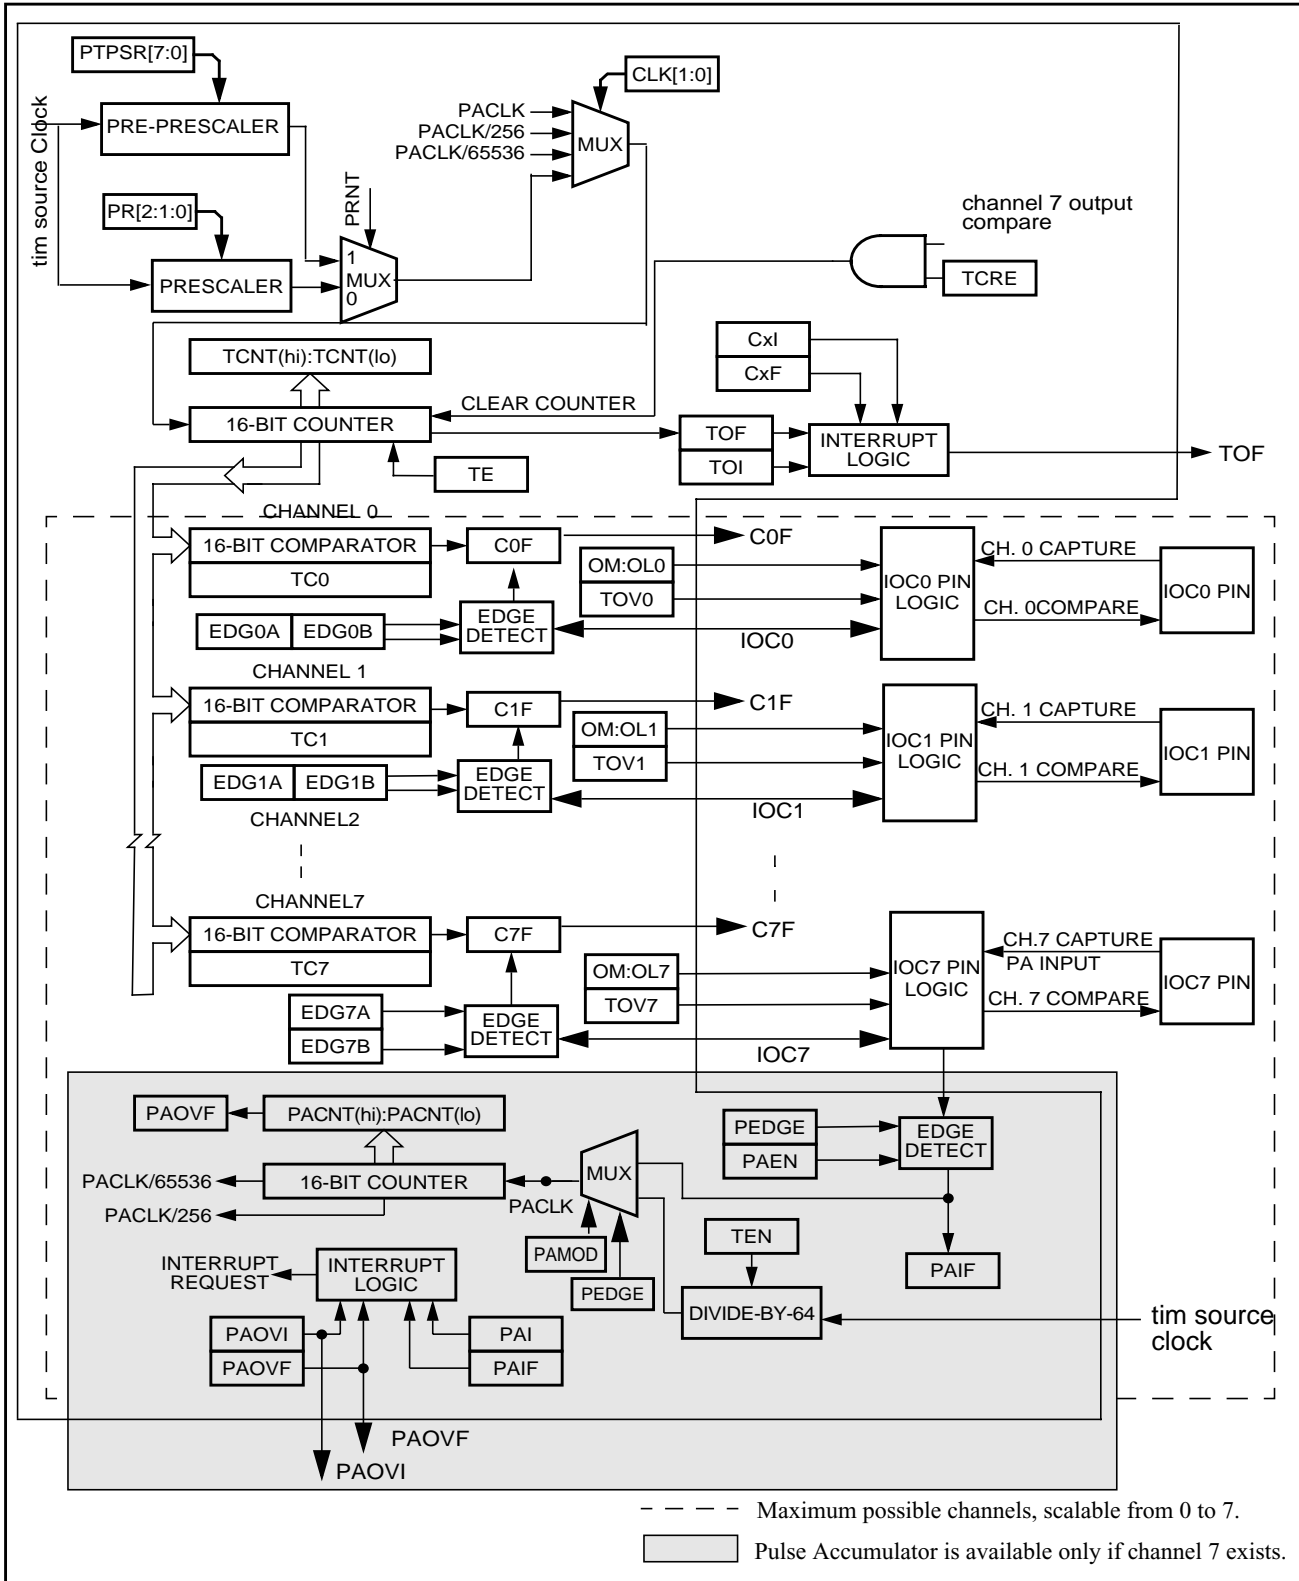 PTPSR[7:0]
CLK[1:0]
tim source Clock
PRE-PRESCALER
PACLK
PACLK/256
PACLK/65536
MUX
PR[2:1:0]
PRNT
channel 7 output
compare
PRESCALER
1
MUX
0
TCRE
TCNT(hi):TCNT(lo)
CxI
CxF
CLEAR COUNTER
16-BIT COUNTER
TOF
TOI
INTERRUPT
LOGIC
TOF
TE
CHANNEL 0
16-BIT COMPARATOR
TC0
C0F
C0F
OM:OL0
TOV0
IOC0 PIN
LOGIC
CH. 0 CAPTURE
CH. 0COMPARE
IOC0 PIN
EDG0A
EDG0B
EDGE
DETECT
IOC0
CHANNEL 1
16-BIT COMPARATOR
TC1
C1F
C1F
OM:OL1
TOV1
IOC1 PIN
LOGIC
CH. 1 CAPTURE
CH. 1 COMPARE
IOC1 PIN
EDG1A
EDG1B
EDGE
DETECT
IOC1
CHANNEL2
CHANNEL7
16-BIT COMPARATOR
TC7
C7F
C7F
OM:OL7
TOV7
IOC7 PIN
LOGIC
CH.7 CAPTURE
PA INPUT
CH. 7 COMPARE
IOC7 PIN
EDG7A
EDG7B
EDGE
DETECT
IOC7
PAOVF
PACNT(hi):PACNT(lo)
PEDGE
PAEN
EDGE
DETECT
PACLK/65536
PACLK/256
16-BIT COUNTER
PACLK
MUX
PAMOD
PEDGE
TEN
DIVIDE-BY-64
PAIF
INTERRUPT
REQUEST
INTERRUPT
LOGIC
tim source
clock
PAOVI
PAOVF
PAI
PAIF
PAOVF
PAOVI
Maximum possible channels, scalable from 0 to 7.
Pulse Accumulator is available only if channel 7 exists.